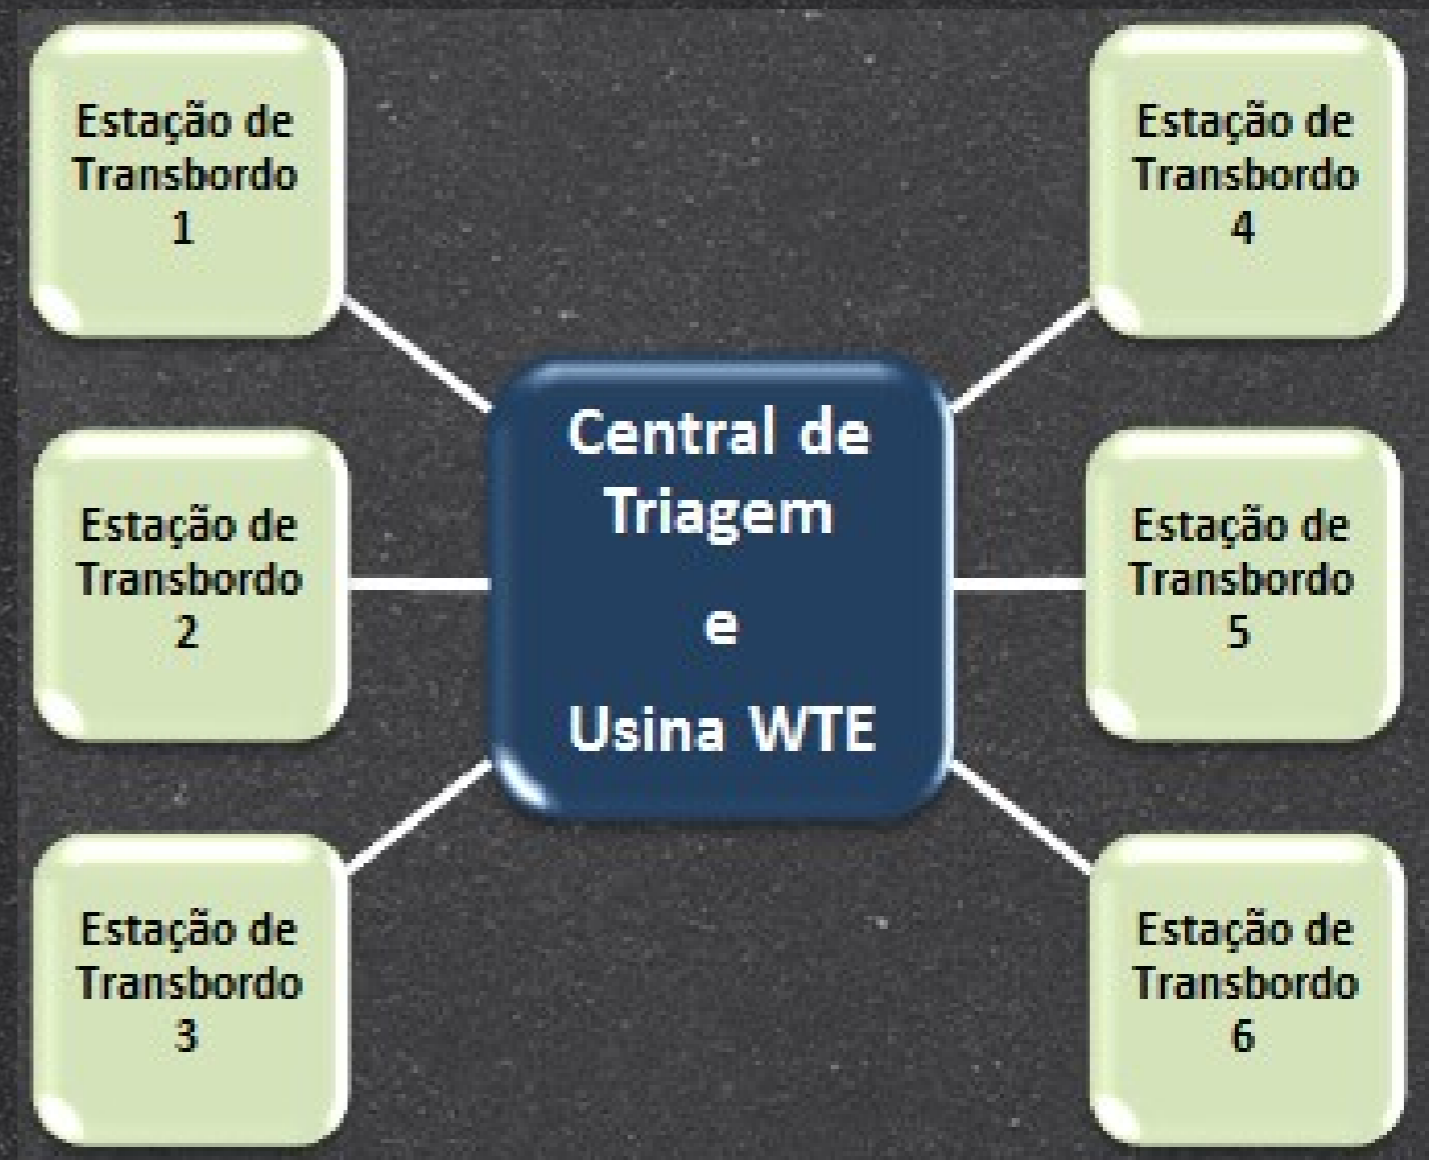 Estação de
Transbordo
1
Estação de
Transbordo
2
Estação de
Transbordo
3
Central de
Triagem
e
Usina WTE
Estação de
Transbordo
4
Estação de
Transbordo
5
Estação de
Transbordo
6